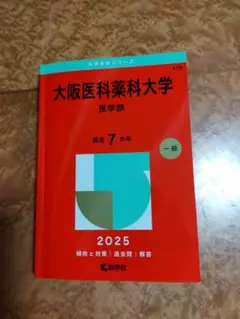 大学赤本シリーズ
大阪医科薬科大学
医学部
最近 7 カ年
一般
2025
傾向と対策｜過去問｜解答
教学社